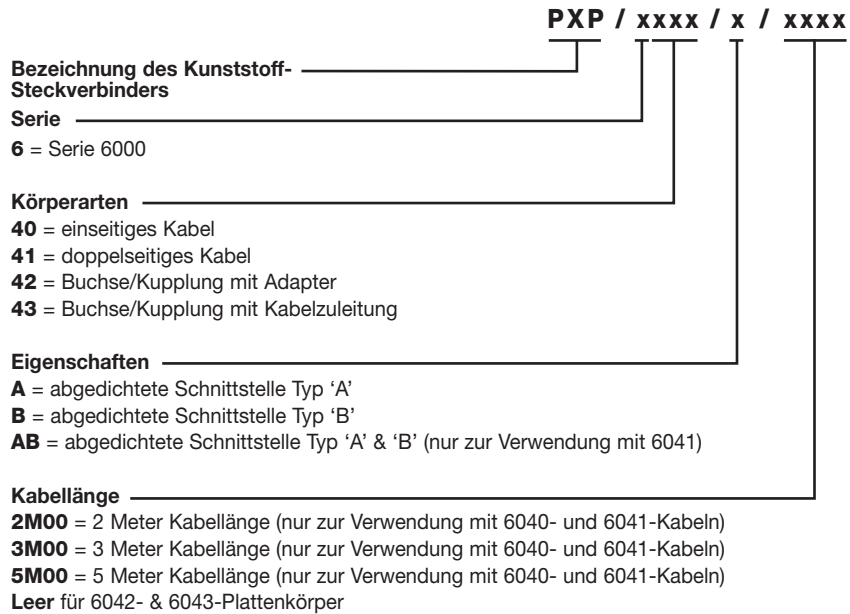 PXP / xxxx / x / xxxx
Bezeichnung des Kunststoff-
Steckverbinders
Serie
6 = Serie 6000
Körperarten
40 = einseitiges Kabel
41 = doppelseitiges Kabel
42 = Buchse/Kupplung mit Adapter
43 = Buchse/Kupplung mit Kabelzuleitung
Eigenschaften
A = abgedichtete Schnittstelle Typ ‘A’
B = abgedichtete Schnittstelle Typ ‘B’
AB = abgedichtete Schnittstelle Typ ‘A’ & ‘B’ (nur zur Verwendung mit 6041)
Kabellänge
2M00 = 2 Meter Kabellänge (nur zur Verwendung mit 6040- und 6041-Kabeln)
3M00 = 3 Meter Kabellänge (nur zur Verwendung mit 6040- und 6041-Kabeln)
5M00 = 5 Meter Kabellänge (nur zur Verwendung mit 6040- und 6041-Kabeln)
Leer für 6042- & 6043-Plattenkörper